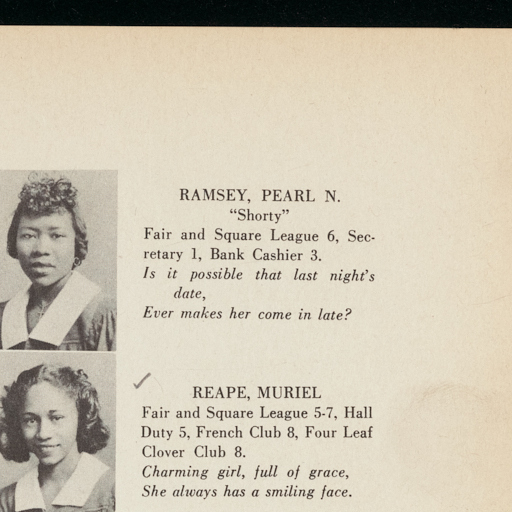 RAMSEY, PEARL N.
“Shorty”
Fair and Square League 6, Sec-
retary 1, Bank Cashier 3.
Is it possible that last night's
date,
Ever makes her come in late?
REAPE, MURIEL
Fair and Square League 5-7, Hall
Duty 5, French Club 8, Four Leaf
Clover Club 8.
Charming girl, full of grace,
She always has a smiling face.